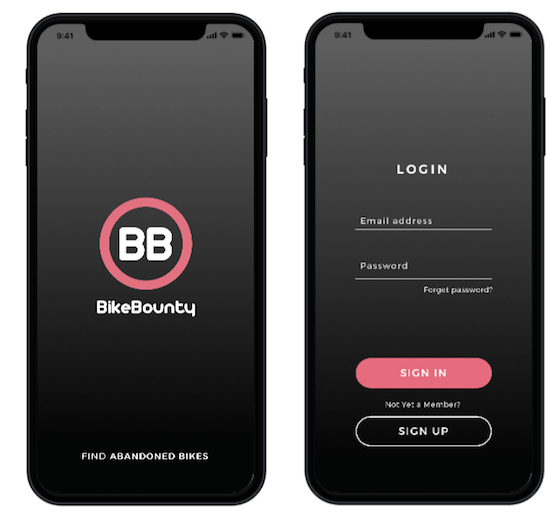 9:41
BB
BikeBounty
FIND ABANDONED BIKES
9:41
LOGIN
Email address
Password
Forget password?
SIGN IN
Not Yet a Member?
SIGN UP